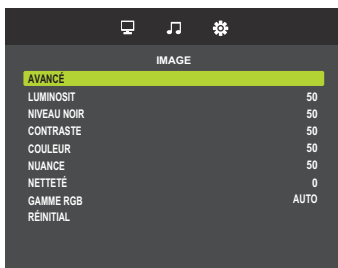 IMAGE
AVANCÉ
LUMINOSIT 50
NIVEAU NOIR 50
CONTRASTE 50
COULEUR 50
NUANCE 50
NETTETÉ 0
GAMME RGB AUTO
RÉINITIAL